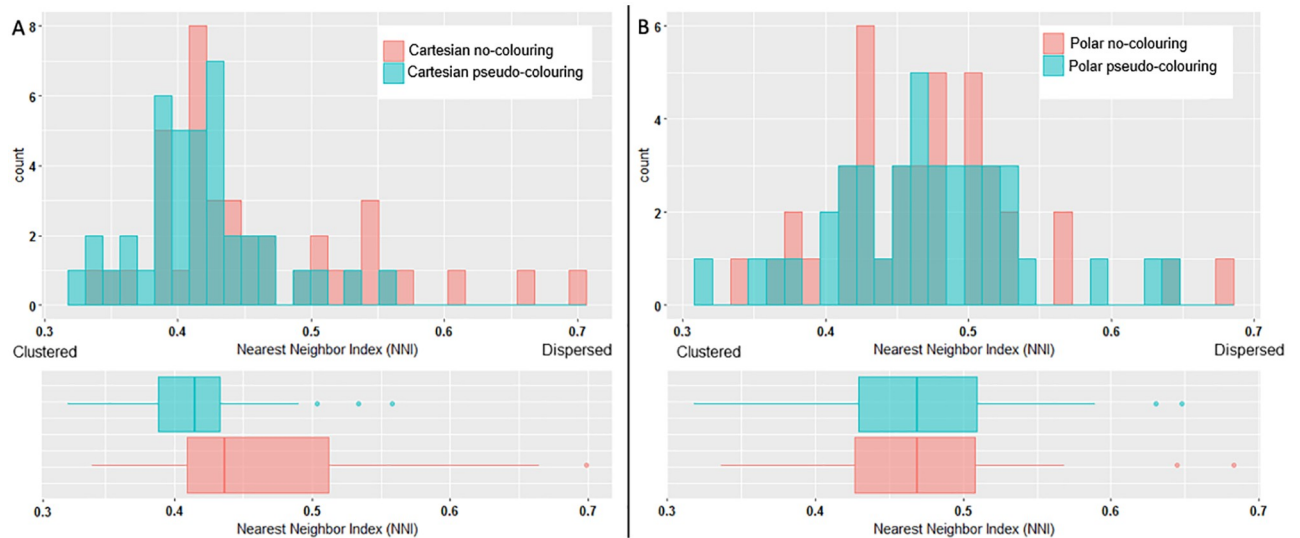 A
8
6
4
2
0
count
Cartesian no-colouring
Cartesian pseudo-colouring
0.3 0.4 0.5 0.6 0.7
Clustered Nearest Neighbor Index (NNI) Dispersed
0.3 0.4 0.5 0.6 0.7
Nearest Neighbor Index (NNI)
B
6
4
2
0
count
Polar no-colouring
Polar pseudo-colouring
0.3 0.4 0.5 0.6 0.7
Clustered Nearest Neighbor Index (NNI) Dispersed
0.3 0.4 0.5 0.6 0.7
Nearest Neighbor Index (NNI)